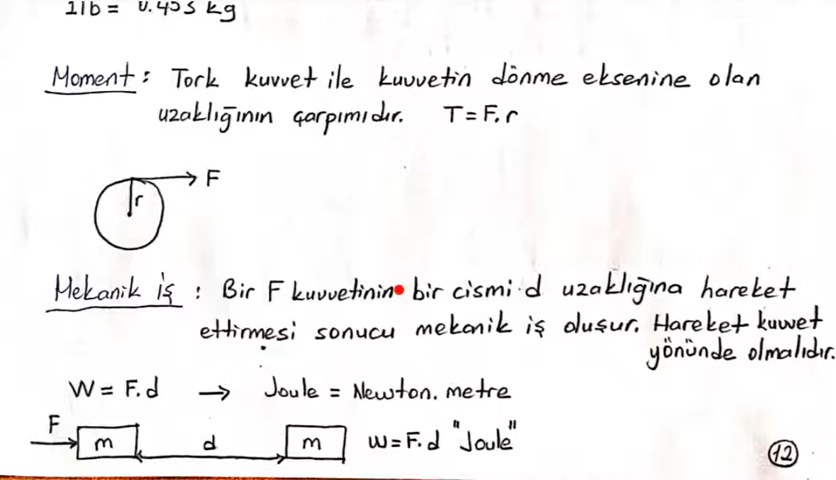 1lb = 0.453 kg
Moment : Tork kuvvet ile kuvvetin dönme eksenine olan
uzaklığının çarpımıdır. T = F.r
F
r
Mekanik iş : Bir F kuvvetinin bir cismi d uzaklığına hareket
ettirmesi sonucu mekanik iş oluşur. Hareket kuvvet
yönünde olmalıdır.
W = F.d → Joule = Newton.metre
F
m d m W = F.d "Joule"
12